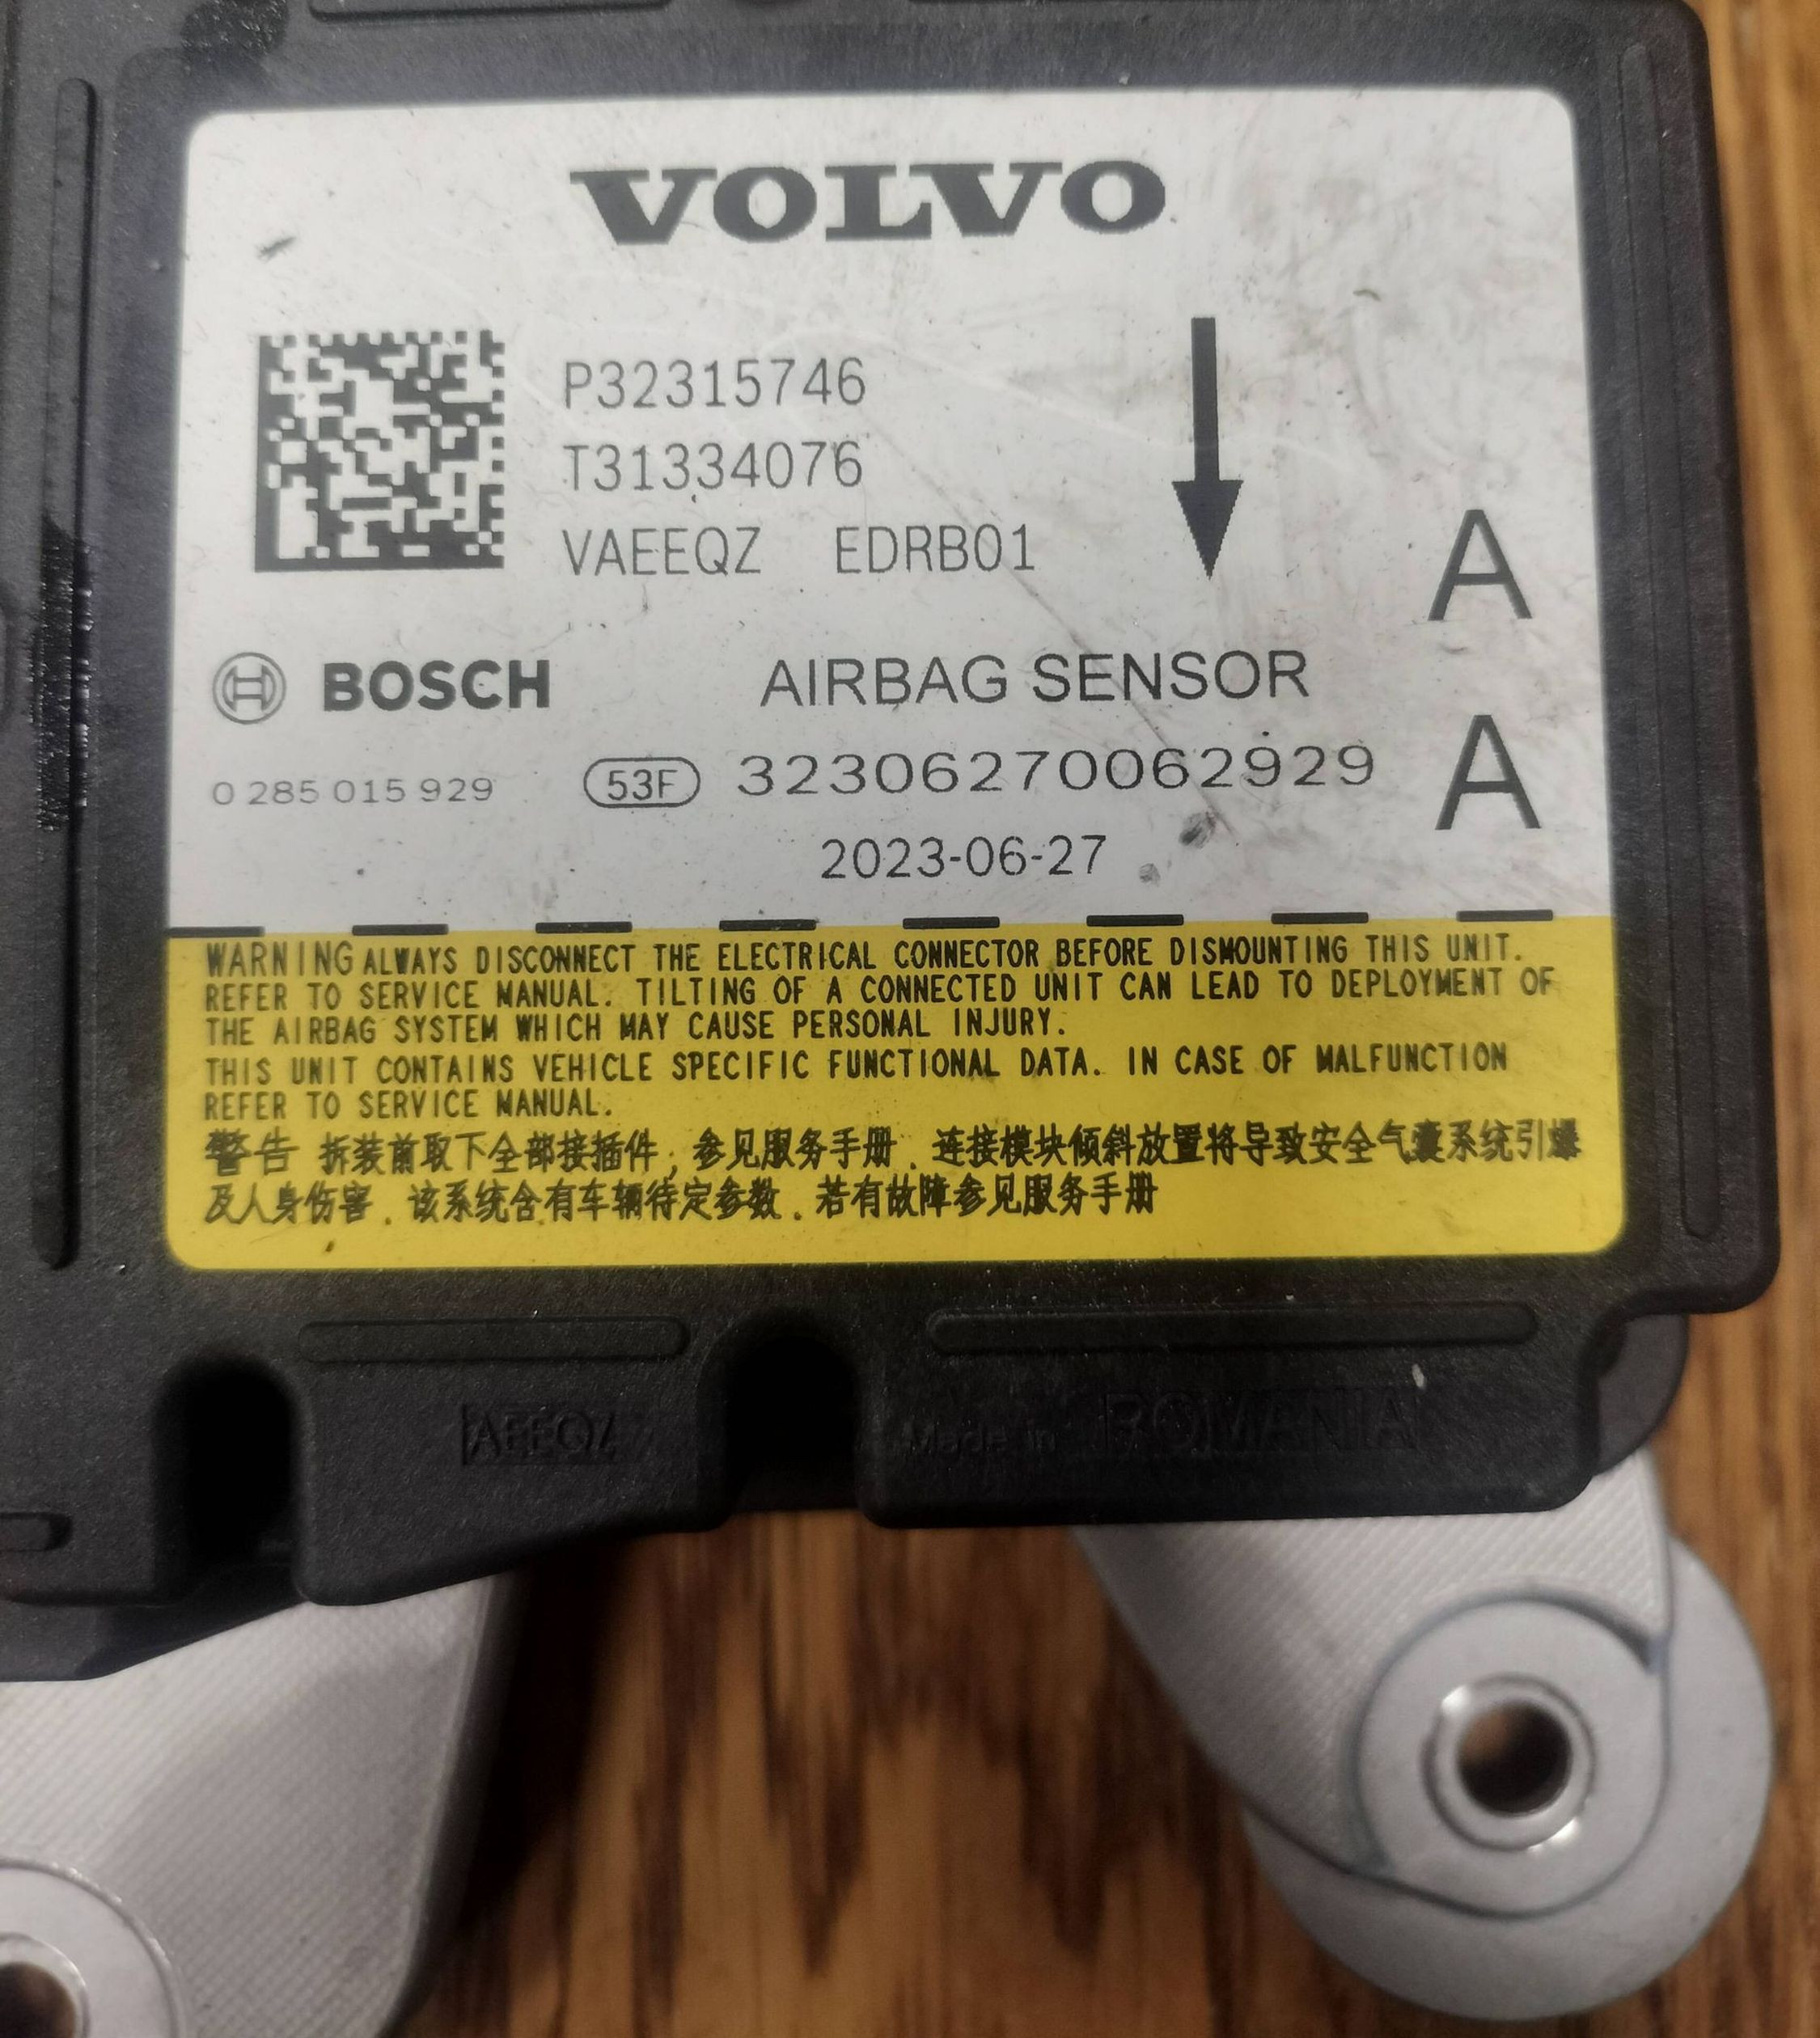 VOLVO
P32315746
T31334076
VAEEQZ EDRB01
A
BOSCH AIRBAG SENSOR
0 285 015 929 53F 32306270062929 A
2023-06-27
WARNING ALWAYS DISCONNECT THE ELECTRICAL CONNECTOR BEFORE DISMOUNTING THIS UNIT.
REFER TO SERVICE MANUAL. TILTING OF A CONNECTED UNIT CAN LEAD TO DEPLOYMENT OF
THE AIRBAG SYSTEM WHICH MAY CAUSE PERSONAL INJURY.
THIS UNIT CONTAINS VEHICLE SPECIFIC FUNCTIONAL DATA. IN CASE OF MALFUNCTION
REFER TO SERVICE MANUAL.
警告 拆装前取下全部接插件, 参见服务手册. 连接模块倾斜放置将导致安全气囊系统引爆
及人身伤害. 该系统含有车辆待定参数. 若有故障参见服务手册
AEEQZ Made in ROMANIA